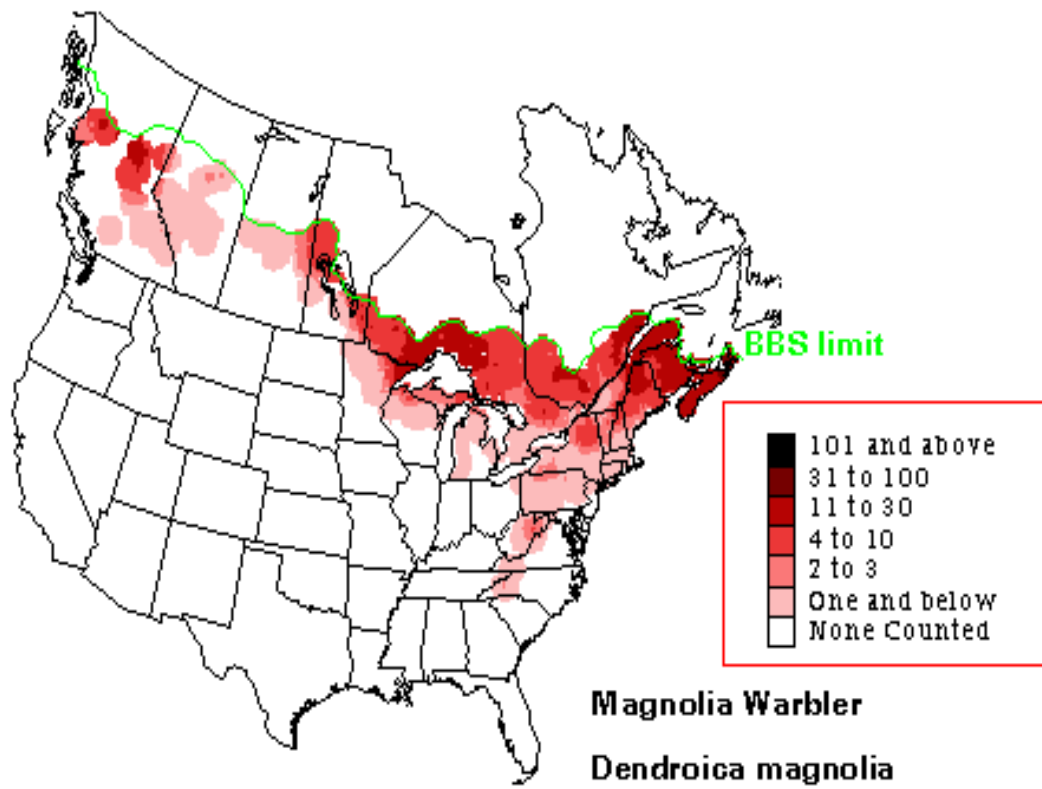 BBS limit
101 and above
31 to 100
11 to 30
4 to 10
2 to 3
One and below
None Counted
Magnolia Warbler
Dendroica magnolia